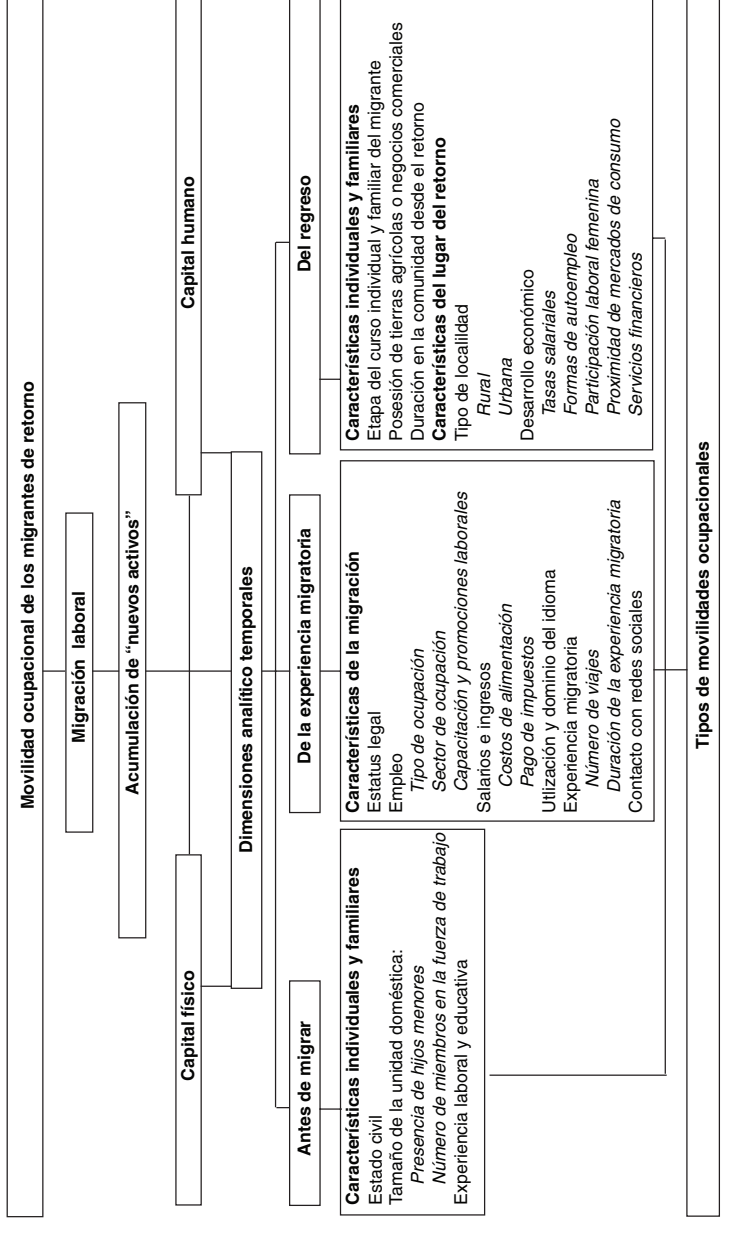 Movilidad ocupacional de los migrantes de retorno
Migración laboral
Acumulación de “nuevos activos”
Capital físico
Capital humano
Dimensiones analítico temporales
Antes de migrar
De la experiencia migratoria
Del regreso
Características individuales y familiares
Estado civil
Tamaño de la unidad doméstica:
Presencia de hijos menores
Número de miembros en la fuerza de trabajo
Experiencia laboral y educativa
Características de la migración
Estatus legal
Empleo
Tipo de ocupación
Sector de ocupación
Capacitación y promociones laborales
Salarios e ingresos
Costos de alimentación
Pago de impuestos
Utlización y dominio del idioma
Experiencia migratoria
Número de viajes
Duración de la experiencia migratoria
Contacto con redes sociales
Características individuales y familiares
Etapa del curso individual y familiar del migrante
Posesión de tierras agrícolas o negocios comerciales
Duración en la comunidad desde el retorno
Características del lugar del retorno
Tipo de localildad
Rural
Urbana
Desarrollo económico
Tasas salariales
Formas de autoempleo
Participación laboral femenina
Proximidad de mercados de consumo
Servicios financieros
Tipos de movilidades ocupacionales